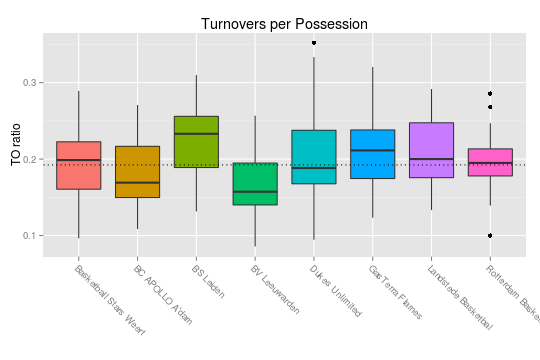 Turnovers per Possession
TO ratio
0.3
0.2
0.1
Basketball Stars Weert
BC APOLLO A'dam
BS Leiden
BV Leeuwarden
Dukes Unlimited
GasTerra Flames
Landstede Basketbal
Rotterdam Baske